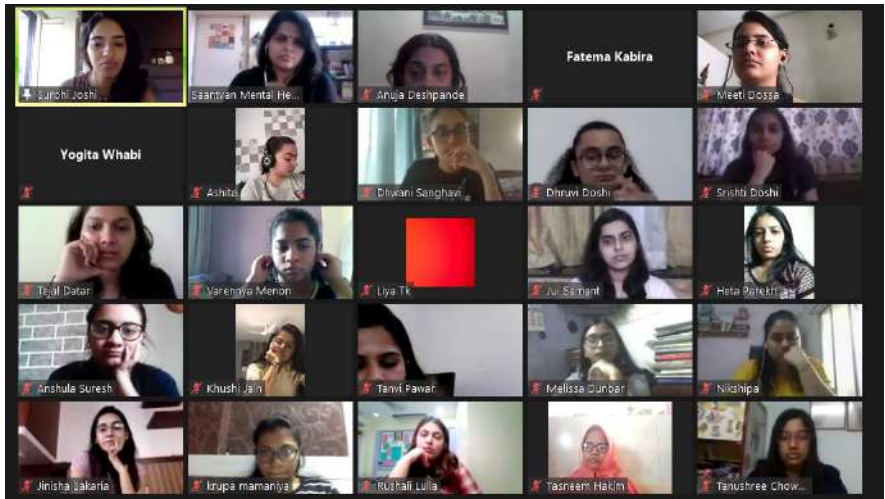 Surbhi Joshi
Saantvan Mental He...
Anuja Deshpande
Fatema Kabira
Meeti Dossa
Yogita Whabi
Ashita
Dhwani Sanghavi
Dhruvi Doshi
Srishti Doshi
Tejal Datar
Varennya Menon
Liya Tk
Jui Samant
Heta Parekh
Anshula Suresh
Khushi Jain
Tanvi Pawar
Melissa Dunbar
Nikshipa
Jinisha Sakaria
krupa mamaniya
Rushali Lulla
Tasneem Hakim
Tanushree Chow...